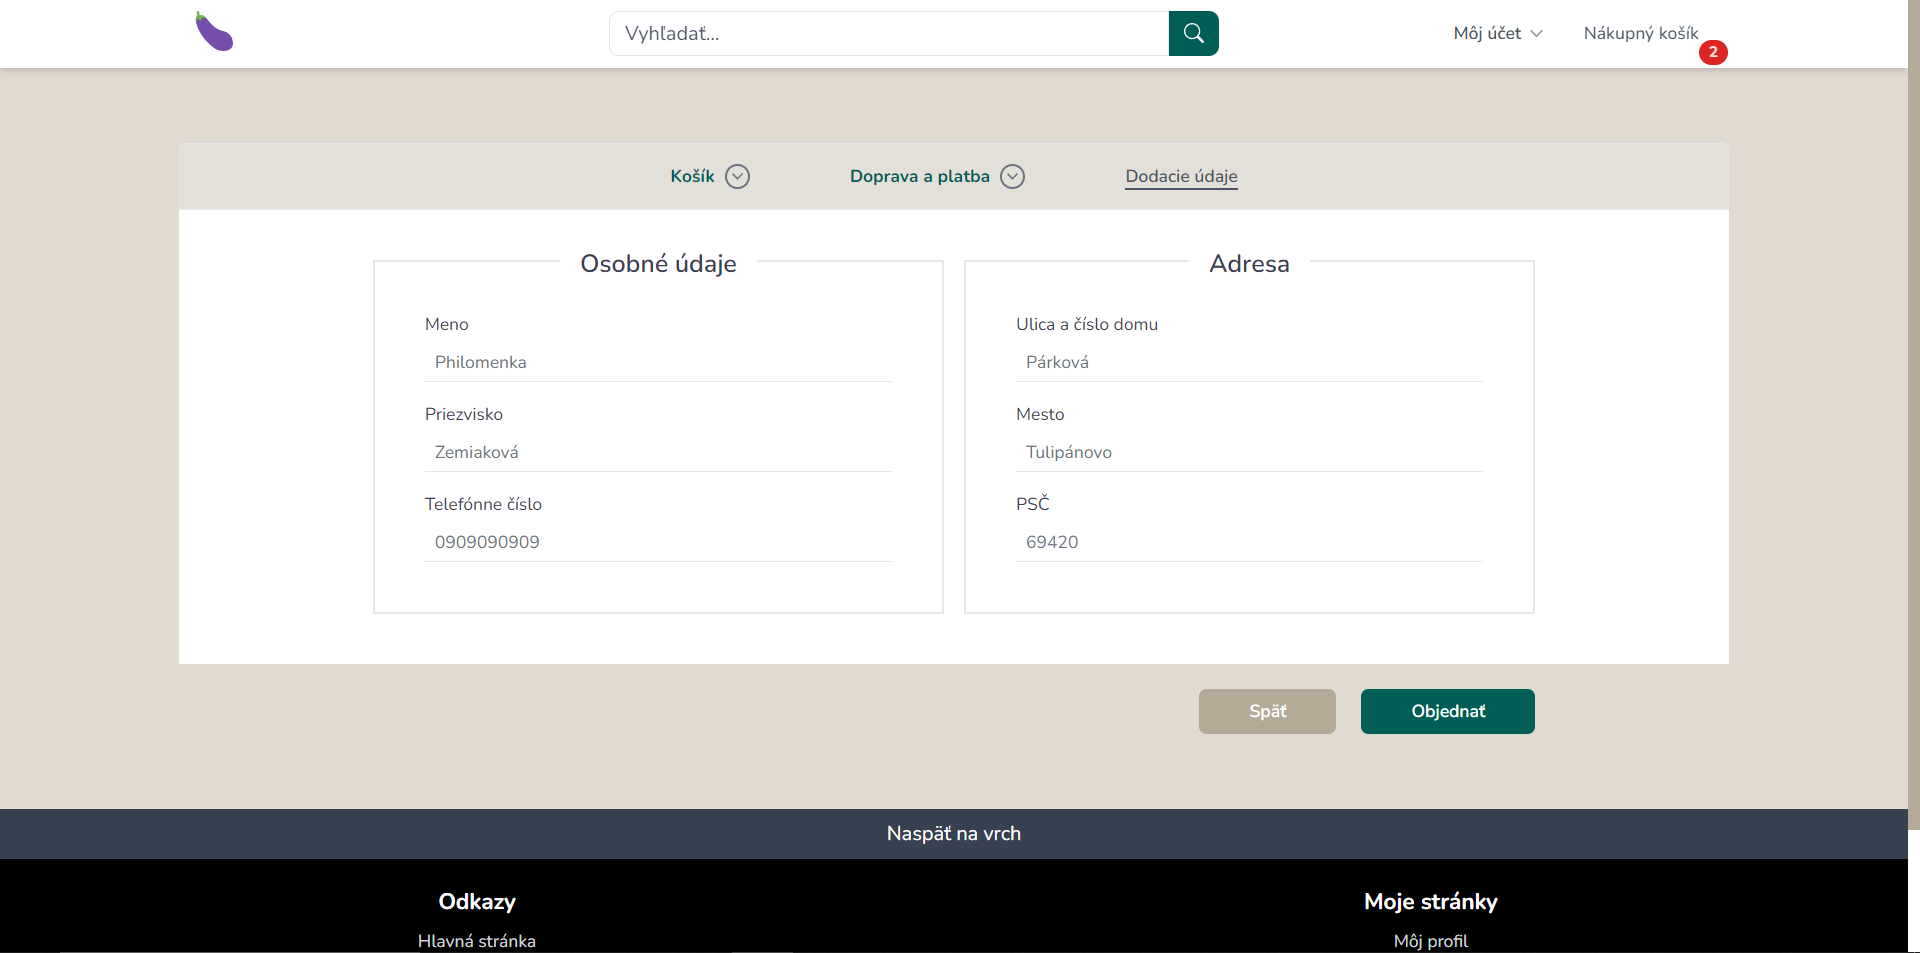 Vyhľadať...
Môj účet
Nákupný košík
2
Košík
Doprava a platba
Dodacie údaje
Osobné údaje
Meno
Philomenka
Priezvisko
Zemiaková
Telefónne číslo
0909090909
Adresa
Ulica a číslo domu
Párková
Mesto
Tulipánovo
PSČ
69420
Späť
Objednať
Naspäť na vrch
Odkazy
Hlavná stránka
Moje stránky
Môj profil